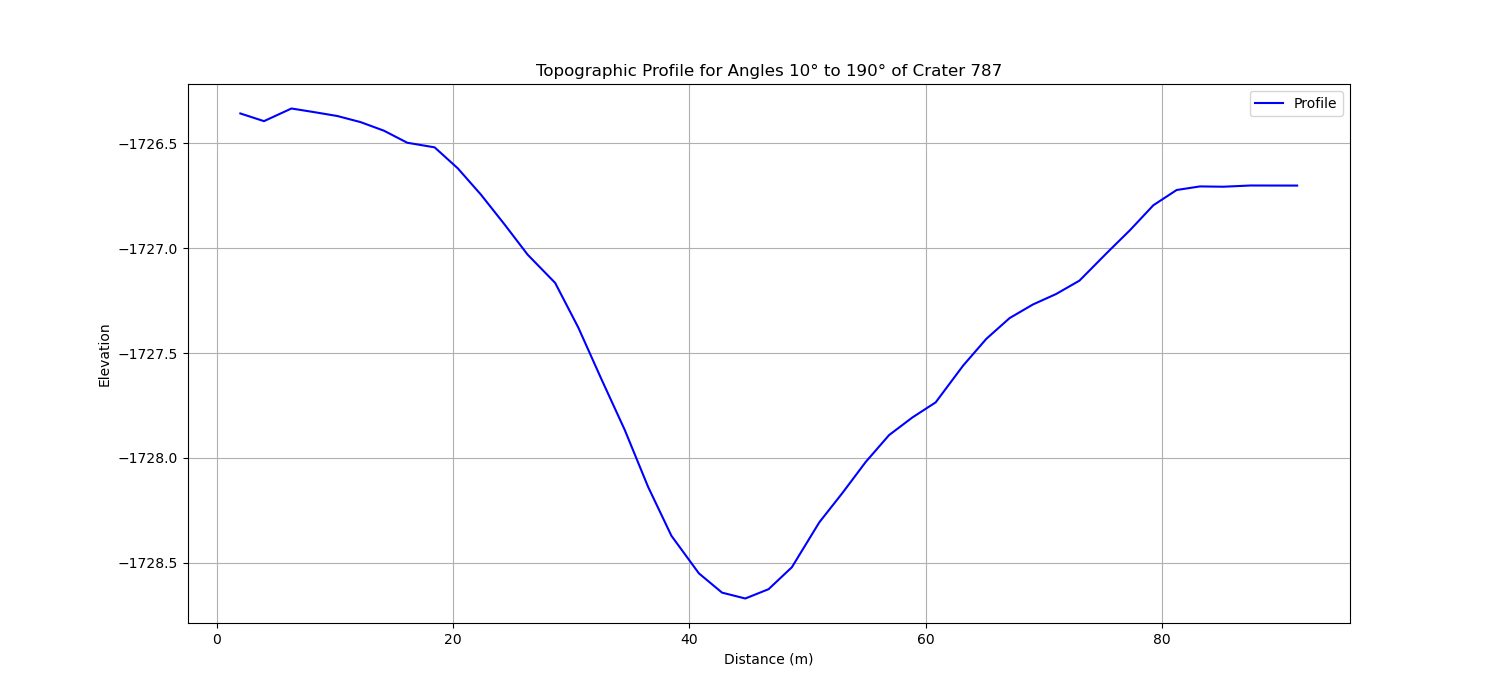 Topographic Profile for Angles 10° to 190° of Crater 787
Profile
−1726.5
−1727.0
−1727.5
−1728.0
−1728.5
Elevation
0 20 40 60 80
Distance (m)